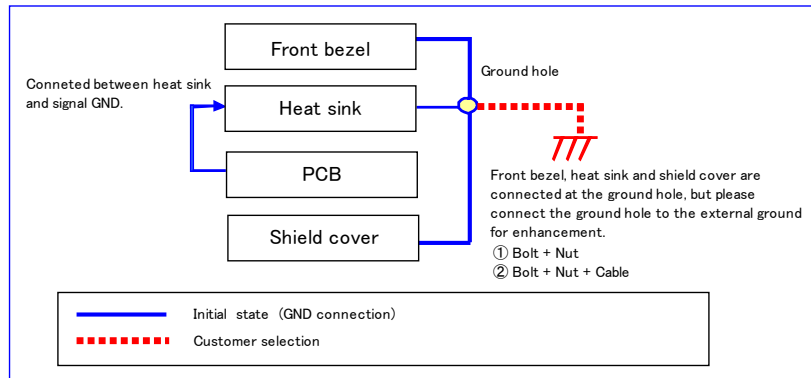 Front bezel
Ground hole
Conneted between heat sink
and signal GND.
Heat sink
PCB
Front bezel, heat sink and shield cover are
connected at the ground hole, but please
connect the ground hole to the external ground
for enhancement.
① Bolt + Nut
② Bolt + Nut + Cable
Shield cover
Initial state (GND connection)
Customer selection